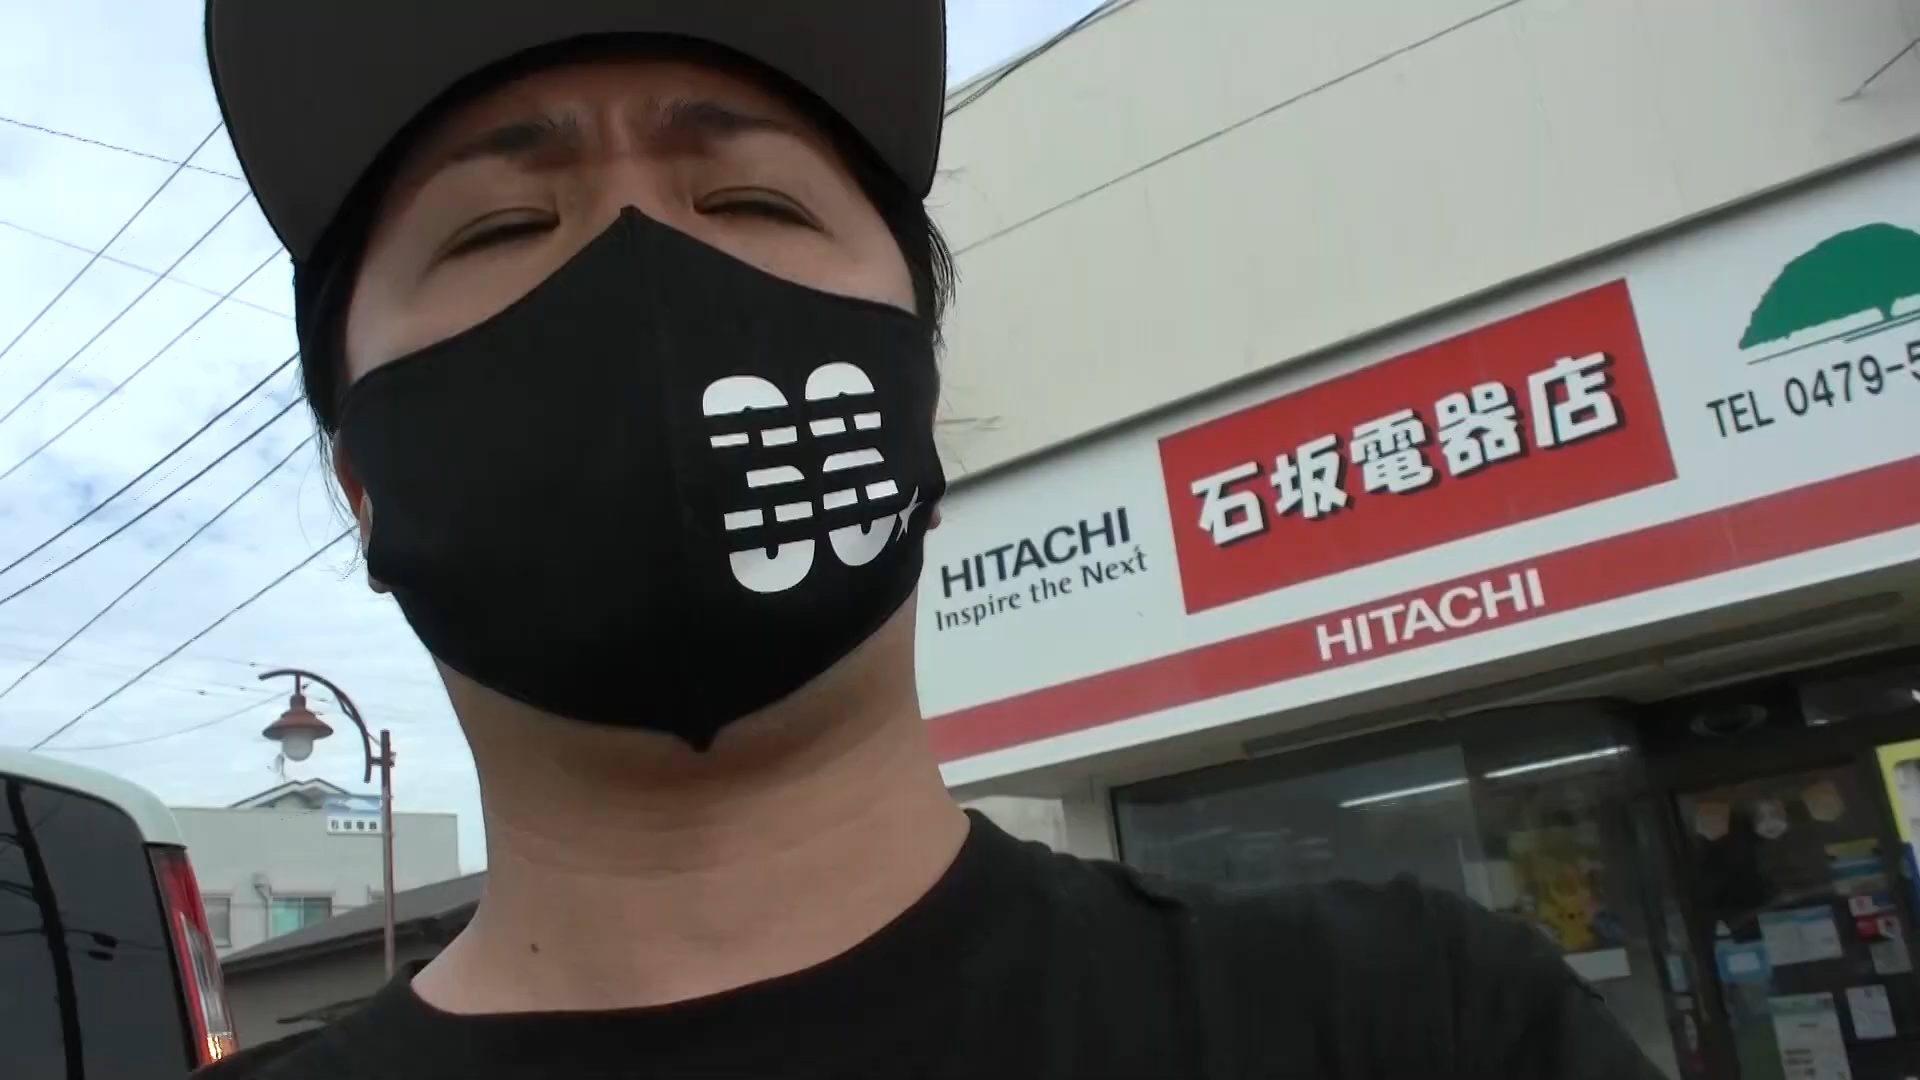 HITACHI
Inspire the Next
石坂電器店
TEL 0479-5
HITACHI